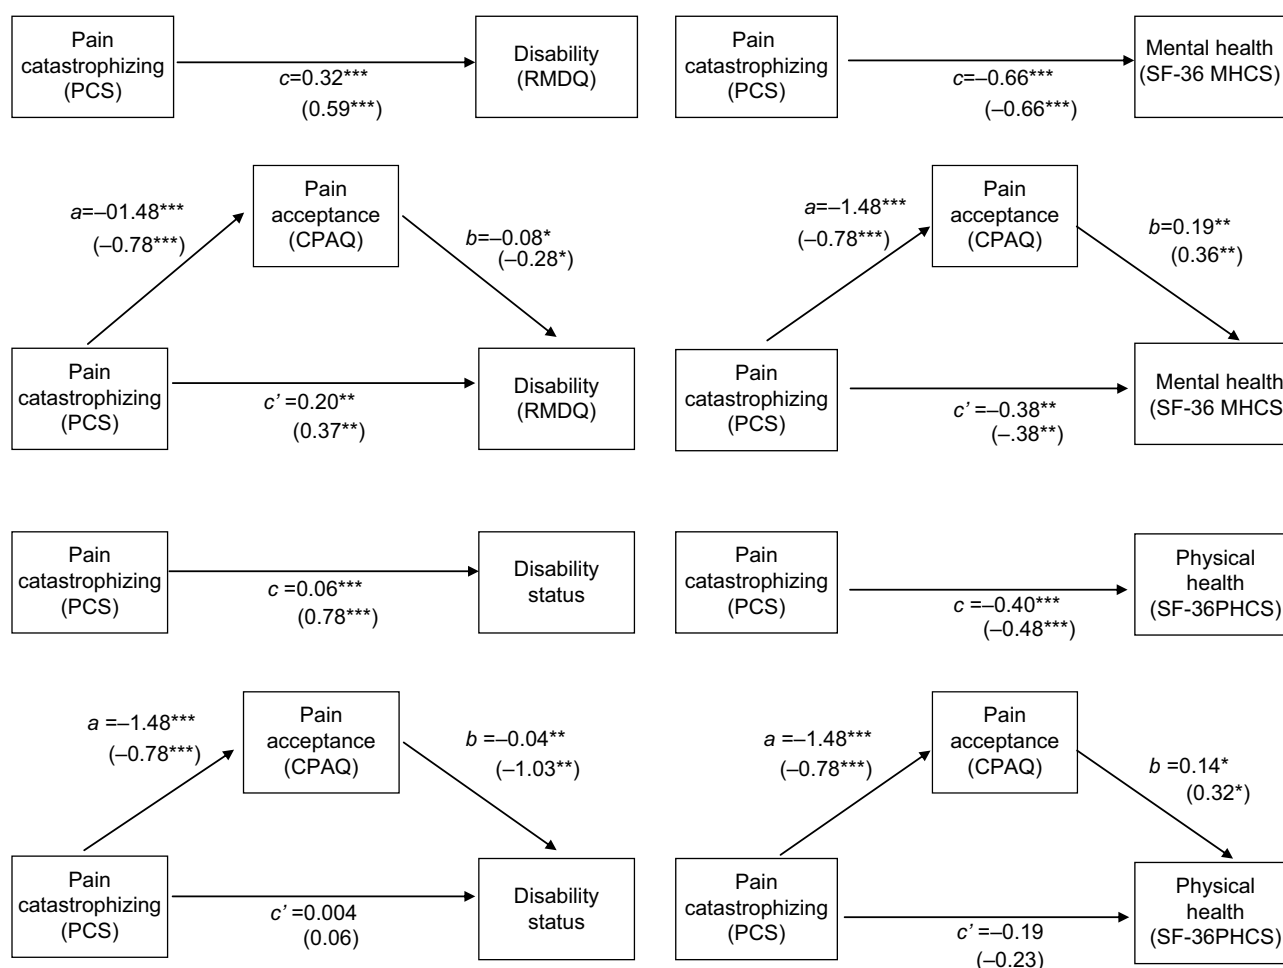 Pain
catastrophizing
(PCS)
c=0.32***
(0.59***)
Disability
(RMDQ)
Pain
catastrophizing
(PCS)
c=–0.66***
(–0.66***)
Mental health
(SF-36 MHCS)
a=–01.48***
(–0.78***)
Pain
acceptance
(CPAQ)
b=–0.08*
(–0.28*)
Pain
catastrophizing
(PCS)
c’ =0.20**
(0.37**)
Disability
(RMDQ)
a=–1.48***
(–0.78***)
Pain
acceptance
(CPAQ)
b=0.19**
(0.36**)
Pain
catastrophizing
(PCS)
c’ =–0.38**
(–.38**)
Mental health
(SF-36 MHCS
Pain
catastrophizing
(PCS)
c =0.06***
(0.78***)
Disability
status
Pain
catastrophizing
(PCS)
c =–0.40***
(–0.48***)
Physical
health
(SF-36PHCS)
a =–1.48***
(–0.78***)
Pain
acceptance
(CPAQ)
b =–0.04**
(–1.03**)
Pain
catastrophizing
(PCS)
c’ =0.004
(0.06)
Disability
status
a =–1.48***
(–0.78***)
Pain
acceptance
(CPAQ)
b =0.14*
(0.32*)
Pain
catastrophizing
(PCS)
c’ =–0.19
(–0.23)
Physical
health
(SF-36PHCS)